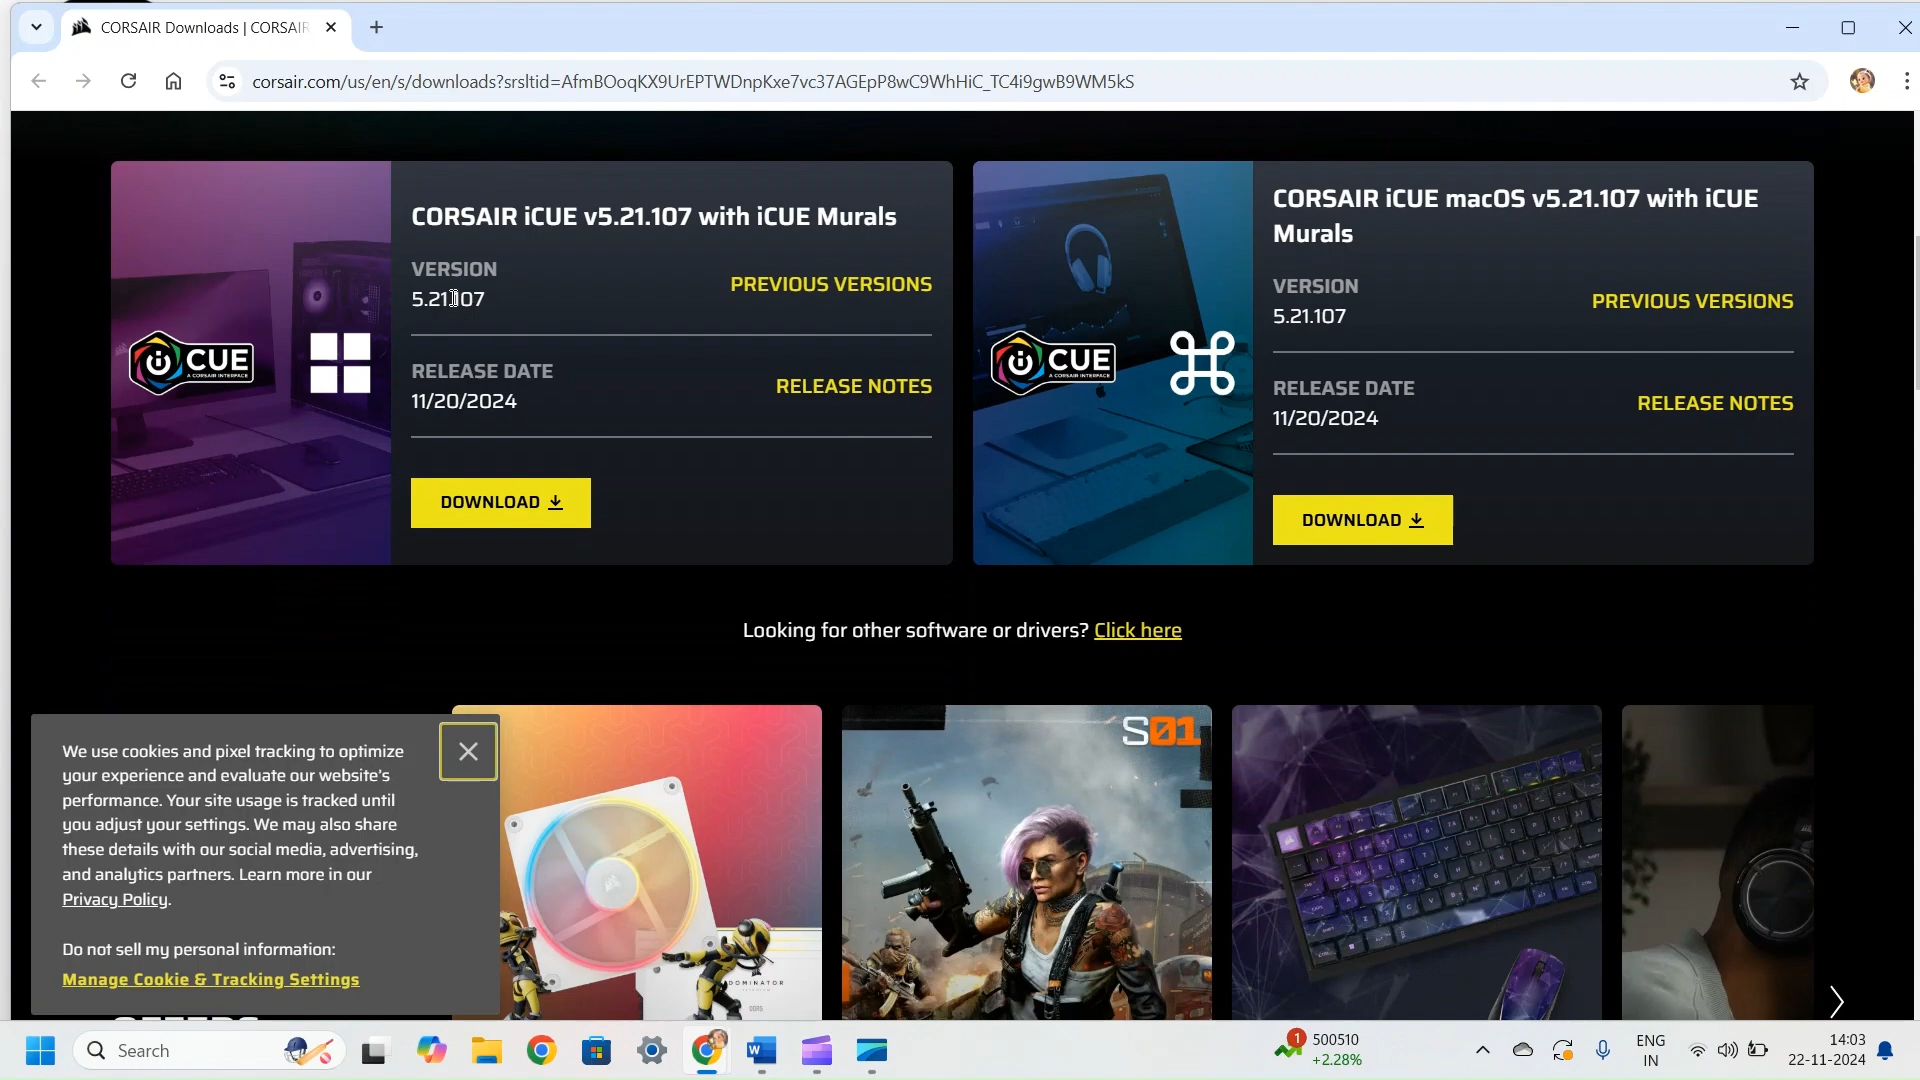 CORSAIR Downloads | CORSAIR
corsair.com/us/en/s/downloads?srsltid=AfmBOoqKX9UrEPTWDnpKxe7vc37AGEpP8wC9WhHiC_TC4i9gwB9WM5kS
CORSAIR iCUE v5.21.107 with iCUE Murals
VERSION
5.21.107
PREVIOUS VERSIONS
RELEASE DATE
11/20/2024
RELEASE NOTES
DOWNLOAD
iCUE
A CORSAIR INTERFACE
CORSAIR iCUE macOS v5.21.107 with iCUE
Murals
VERSION
5.21.107
PREVIOUS VERSIONS
RELEASE DATE
11/20/2024
RELEASE NOTES
DOWNLOAD
iCUE
A CORSAIR INTERFACE
Looking for other software or drivers? Click here
S01
DOMINATOR
We use cookies and pixel tracking to optimize
your experience and evaluate our website's
performance. Your site usage is tracked until
you adjust your settings. We may also share
these details with our social media, advertising,
and analytics partners. Learn more in our
Privacy Policy.
Do not sell my personal information:
Manage Cookie & Tracking Settings
Search
1
500510
+2.28%
ENG
IN
14:03
22-11-2024